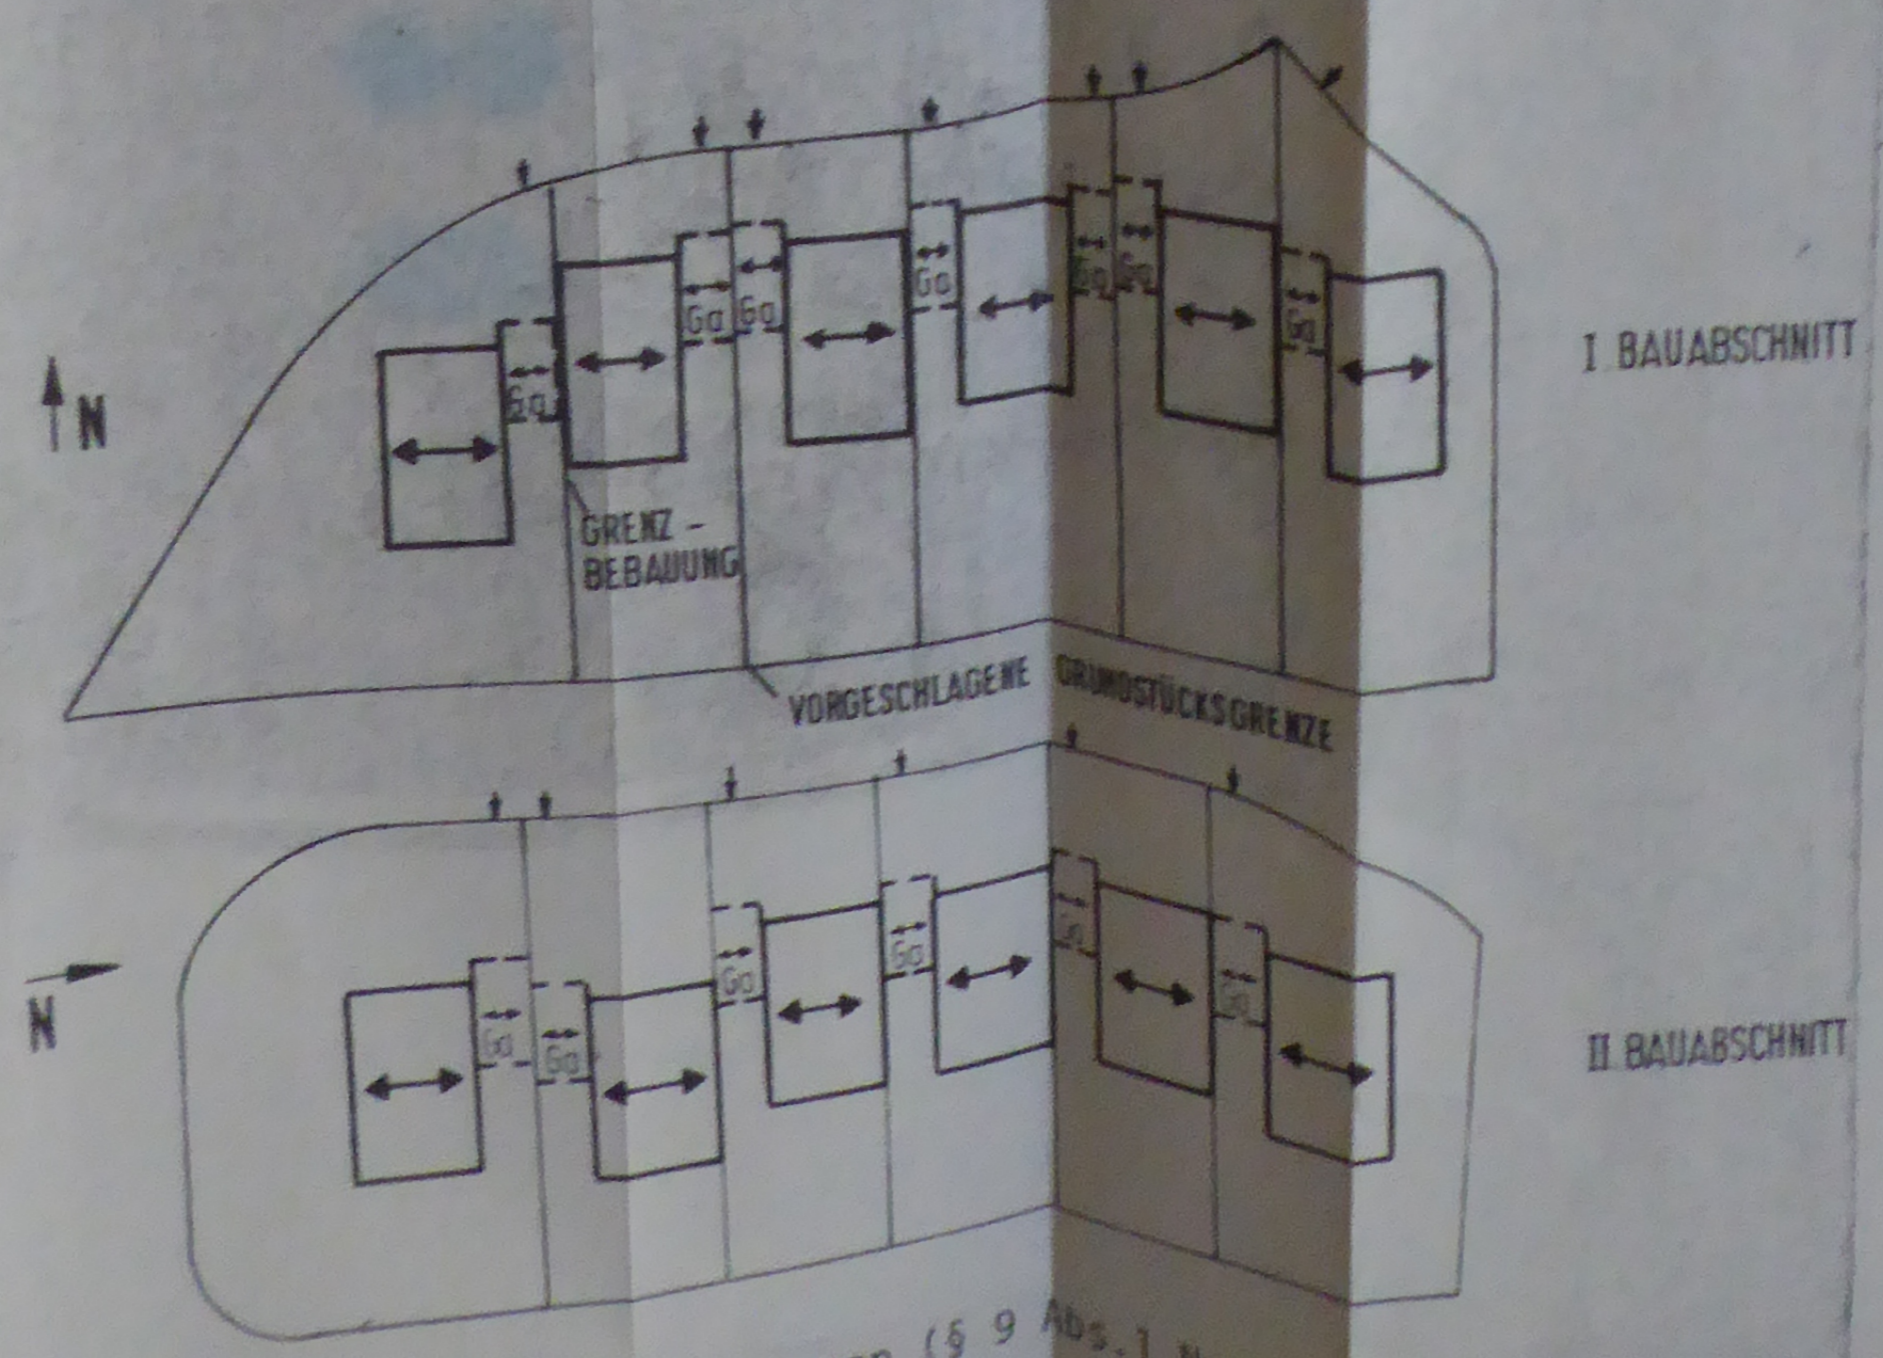 Ga Ga Ga Ga Ga Ga Ga
I. BAUABSCHNITT
N
GRENZ -
BEBAUUNG
VORGESCHLAGENE GRUNDSTÜCKSGRENZE
Ga Ga Ga Ga Ga Ga
N
II. BAUABSCHNITT
(§ 9 Abs.1